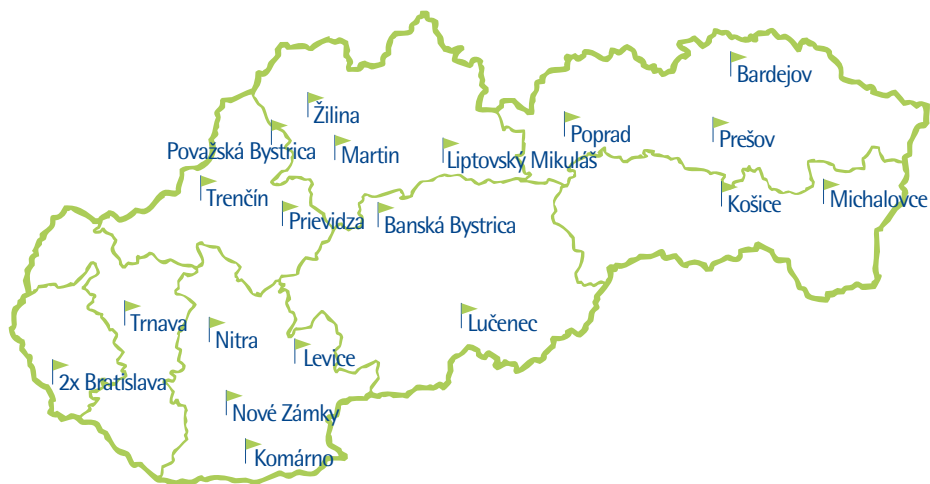 Bardejov
Žilina
Poprad
Prešov
Považská Bystrica
Martin
Liptovský Mikuláš
Trenčín
Košice
Michalovce
Prievidza
Banská Bystrica
Trnava
Lučenec
Nitra
Levice
2x Bratislava
Nové Zámky
Komárno